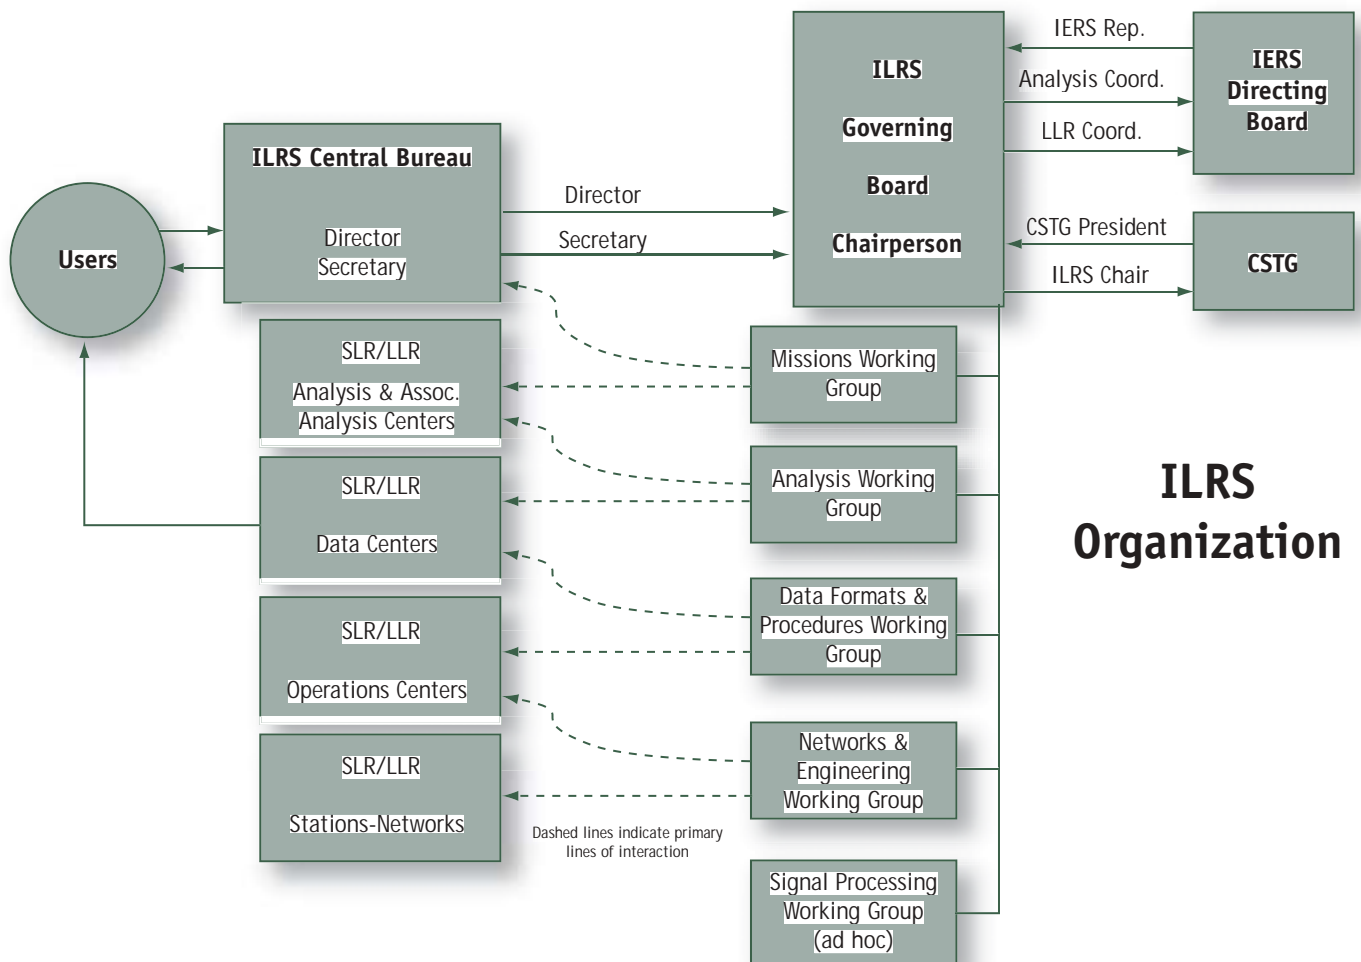 Users
ILRS Central Bureau
Director
Secretary
Director
Secretary
ILRS
Governing
Board
Chairperson
IERS Rep.
Analysis Coord.
LLR Coord.
IERS
Directing
Board
CSTG President
ILRS Chair
CSTG
SLR/LLR
Analysis & Assoc.
Analysis Centers
SLR/LLR
Data Centers
SLR/LLR
Operations Centers
SLR/LLR
Stations-Networks
Dashed lines indicate primary
lines of interaction
Missions Working
Group
Analysis Working
Group
Data Formats &
Procedures Working
Group
Networks &
Engineering
Working Group
Signal Processing
Working Group
(ad hoc)
ILRS
Organization